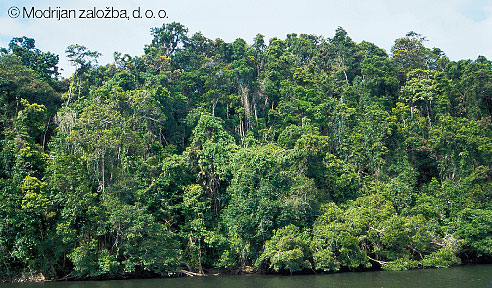 © Modrijan založba, d. o. o.